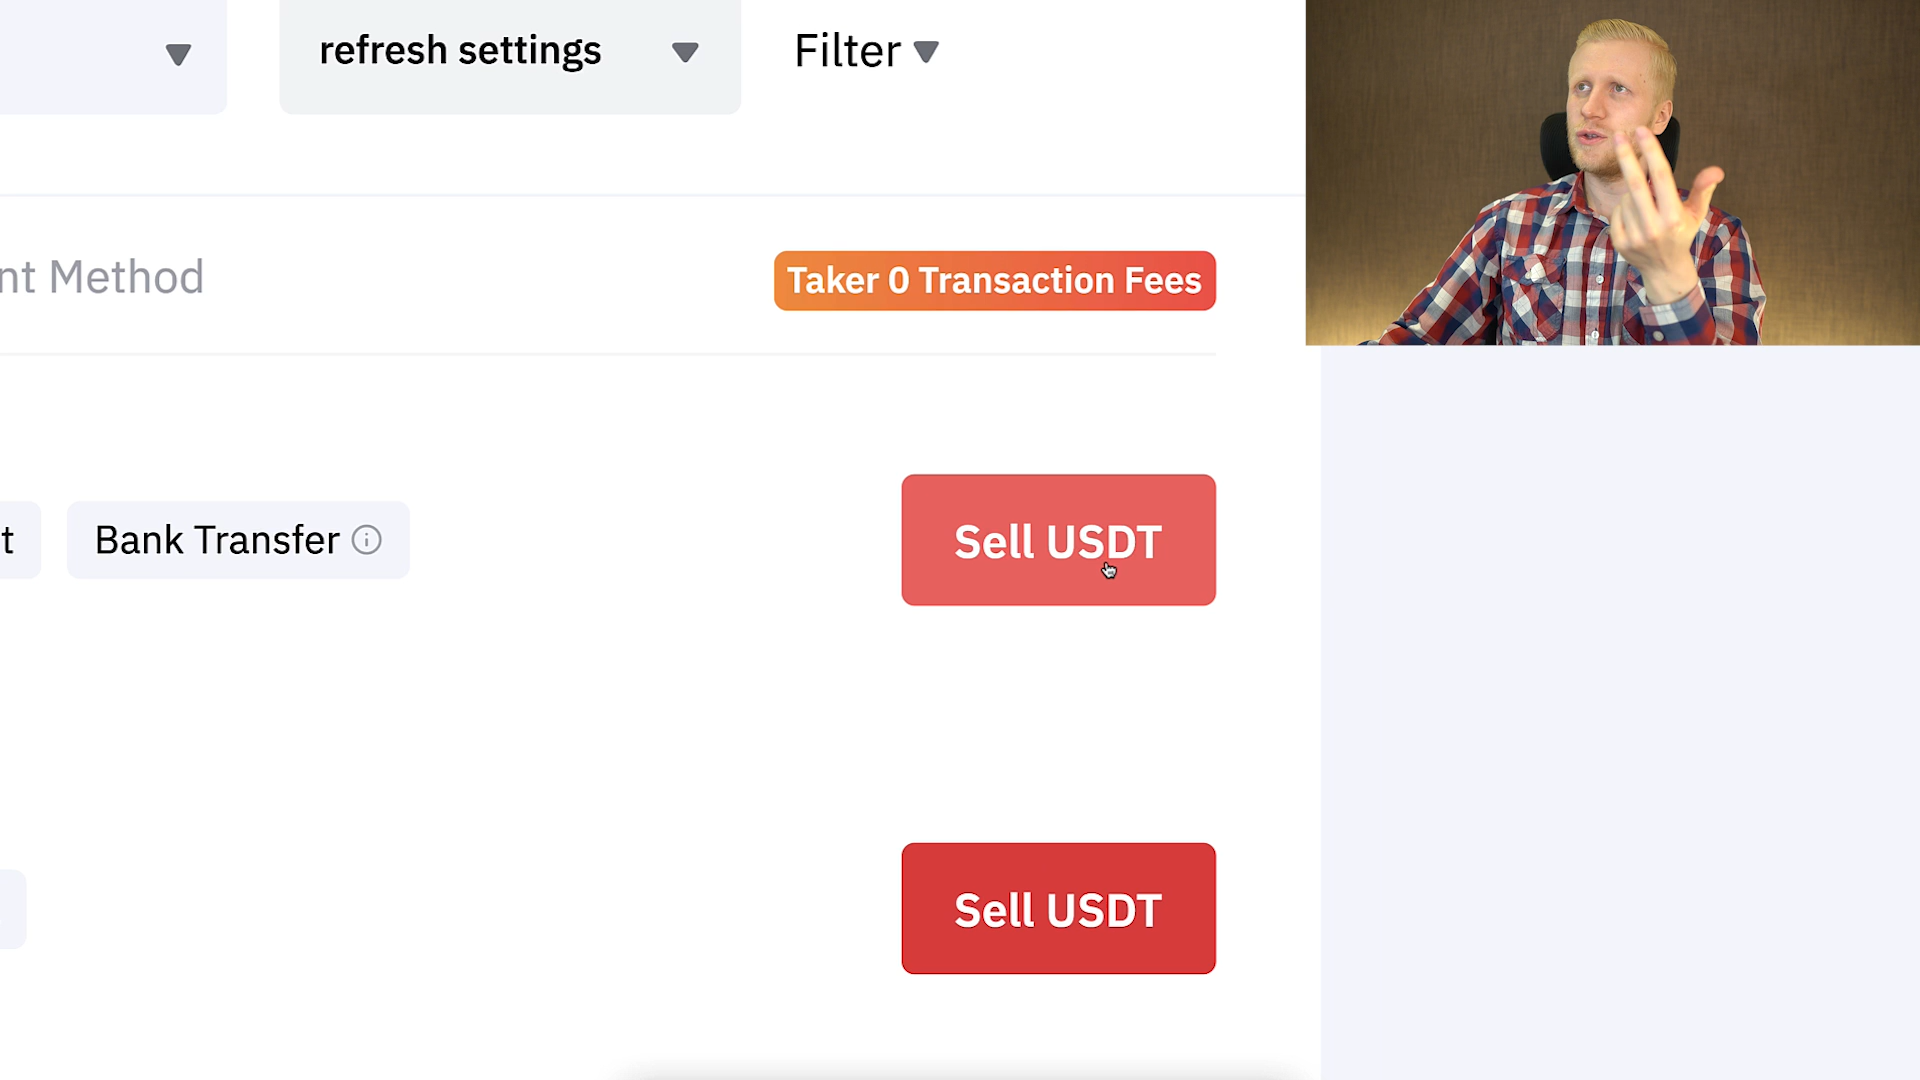 refresh settings
Filter
nt Method
Taker 0 Transaction Fees
t
Bank Transfer
Sell USDT
Sell USDT